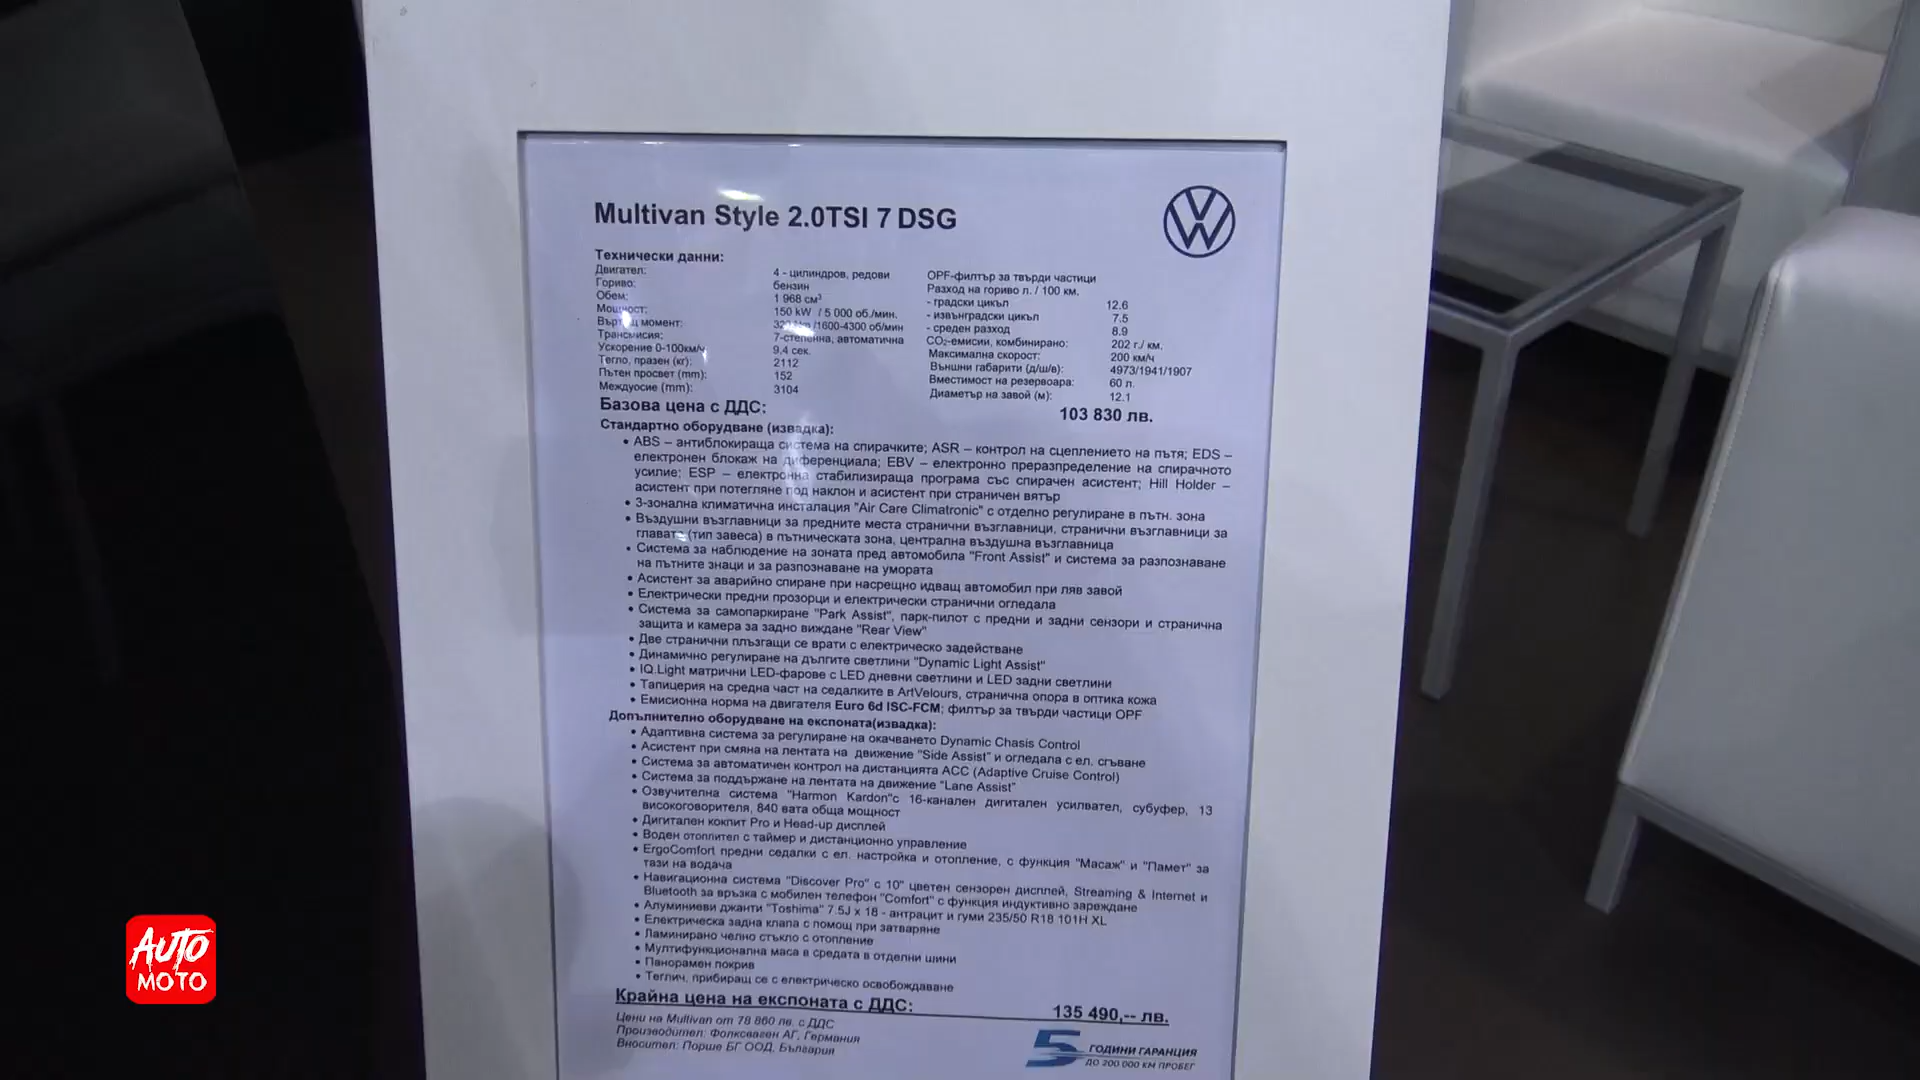 Multivan Style 2.0TSI 7 DSG
Технически данни:
Двигател: 4 - цилиндров, редови
Гориво: бензин
Обем: 1 968 см³
Мощност: 150 kW / 5 000 об./мин.
Въртящ момент: /1600-4300 об/мин
Трансмисия: 7-степенна, автоматична
Ускорение 0-100км/ч 9.4 сек.
Тегло, празен (кг): 2112
Пътен просвет (mm): 152
Междуосие (mm): 3104
OPF-филтър за твърди частици
Разход на гориво л. / 100 км.
- градски цикъл 12.6
- извънградски цикъл 7.5
- среден разход 8.9
CO₂-емисии, комбинирано: 202 г./ км.
Максимална скорост: 200 км/ч
Външни габарити (д/ш/в): 4973/1941/1907
Вместимост на резервоара: 60 л.
Диаметър на завой (м): 12.1
Базова цена с ДДС: 103 830 лв.
Стандартно оборудване (извадка):
• ABS – антиблокираща система на спирачките; ASR – контрол на сцеплението на пътя; EDS –
електронен блокаж на диференциала; EBV – електронно преразпределение на спирачното
усилие; ESP – електронна стабилизираща програма със спирачен асистент; Hill Holder –
асистент при потегляне под наклон и асистент при страничен вятър
• 3-зонална климатична инсталация "Air Care Climatronic" с отделно регулиране в пътн. зона
• Въздушни възглавници за предните места странични възглавници, странични възглавници за
главата (тип завеса) в пътническата зона, централна въздушна възглавница
• Система за наблюдение на зоната пред автомобила "Front Assist" и система за разпознаване
на пътните знаци и за разпознаване на умората
• Асистент за аварийно спиране при насрещно идващ автомобил при ляв завой
• Електрически предни прозорци и електрически странични огледала
• Система за самопаркиране "Park Assist", парк-пилот с предни и задни сензори и странична
защита и камера за задно виждане "Rear View"
• Две странични плъзгащи се врати с електрическо задействане
• Динамично регулиране на дългите светлини "Dynamic Light Assist"
• IQ.Light матрични LED-фарове с LED дневни светлини и LED задни светлини
• Тапицерия на средна част на седалките в ArtVelours, странична опора в оптика кожа
• Емисионна норма на двигателя Euro 6d ISC-FCM; филтър за твърди частици OPF
Допълнително оборудване на експоната(извадка):
• Адаптивна система за регулиране на окачването Dynamic Chasis Control
• Асистент при смяна на лентата на движение "Side Assist" и огледала с ел. сгъване
• Система за автоматичен контрол на дистанцията ACC (Adaptive Cruise Control)
• Система за поддържане на лентата на движение "Lane Assist"
• Озвучителна система "Harmon Kardon"с 16-канален дигитален усилвател, субуфер, 13
високоговорителя, 840 вата обща мощност
• Дигитален кокпит Pro и Head-up дисплей
• Воден отоплител с таймер и дистанционно управление
• ErgoComfort предни седалки с ел. настройка и отопление, с функция "Масаж" и "Памет" за
тази на водача
• Навигационна система "Discover Pro" с 10" цветен сензорен дисплей, Streaming & Internet и
Bluetooth за връзка с мобилен телефон "Comfort" с функция индуктивно зареждане
• Алуминиеви джанти "Toshima" 7.5J x 18 - антрацит и гуми 235/50 R18 101H XL
• Електрическа задна клапа с помощ при затваряне
• Ламинирано челно стъкло с отопление
• Мултифункционална маса в средата в отделни шини
• Панорамен покрив
• Теглич, прибиращ се с електрическо освобождаване
Крайна цена на експоната с ДДС: 135 490,-- лв.
Цени на Multivan от 78 860 лв. с ДДС
Производител: Фолксваген АГ, Германия
Вносител: Порше БГ ООД, България
5 ГОДИНИ ГАРАНЦИЯ
ДО 200 000 КМ ПРОБЕГ
AUTO
МОТО